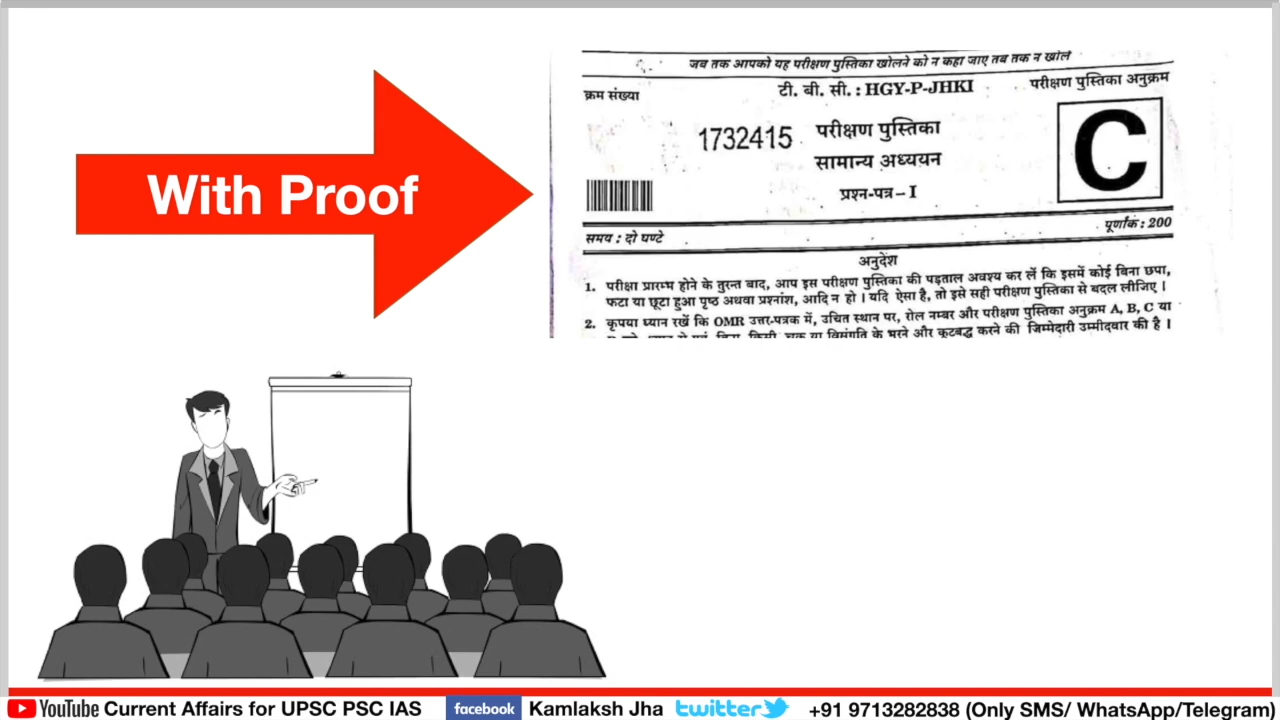 With Proof
जब तक आपको यह परीक्षण पुस्तिका खोलने को न कहा जाए तब तक न खोलें
क्रम संख्या
टी. बी. सी. : HGY-P-JHKI
परीक्षण पुस्तिका अनुक्रम
1732415
परीक्षण पुस्तिका
सामान्य अध्ययन
प्रश्न-पत्र – I
C
समय : दो घण्टे
पूर्णांक : 200
अनुदेश
1. परीक्षा प्रारम्भ होने के तुरन्त बाद, आप इस परीक्षण पुस्तिका की पड़ताल अवश्य कर लें कि इसमें कोई बिना छपा,
फटा या छूटा हुआ पृष्ठ अथवा प्रश्नांश, आदि न हो । यदि ऐसा है, तो इसे सही परीक्षण पुस्तिका से बदल लीजिए ।
2. कृपया ध्यान रखें कि OMR उत्तर-पत्रक में, उचित स्थान पर, रोल नम्बर और परीक्षण पुस्तिका अनुक्रम A, B, C या
किसी चूक या विसंगति के भरने और कूटबद्ध करने की जिम्मेदारी उम्मीदवार की है ।
YouTube Current Affairs for UPSC PSC IAS facebook Kamlaksh Jha twitter +91 9713282838 (Only SMS/ WhatsApp/Telegram)